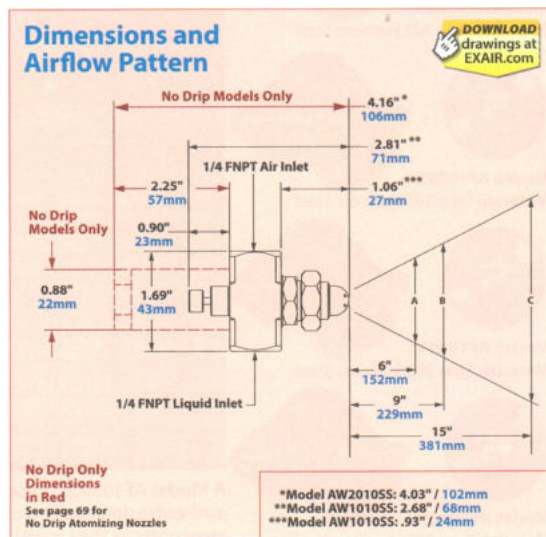 Dimensions and
Airflow Pattern
DOWNLOAD
drawings at
EXAIR.com
No Drip Models Only
4.16" *
106mm
2.81" **
71mm
1/4 FNPT Air Inlet
2.25"
57mm
1.06" ***
27mm
No Drip
Models Only
0.90"
23mm
0.88"
22mm
1.69"
43mm
A
B
C
6"
152mm
1/4 FNPT Liquid Inlet
9"
229mm
15"
381mm
No Drip Only
Dimensions
in Red
See page 69 for
No Drip Atomizing Nozzles
*Model AW2010SS: 4.03" / 102mm
**Model AW1010SS: 2.68" / 68mm
***Model AW1010SS: .93" / 24mm